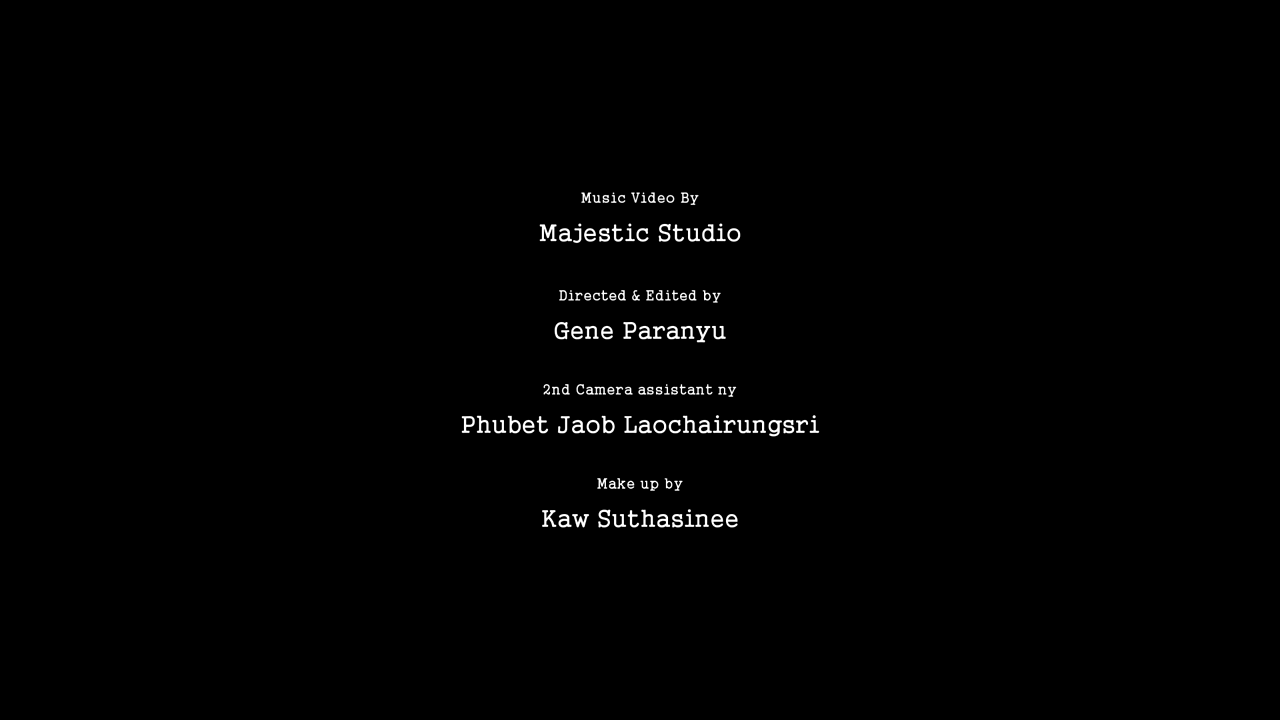 Music Video By
Majestic Studio
Directed & Edited by
Gene Paranyu
2nd Camera assistant ny
Phubet Jaob Laochairungsri
Make up by
Kaw Suthasinee